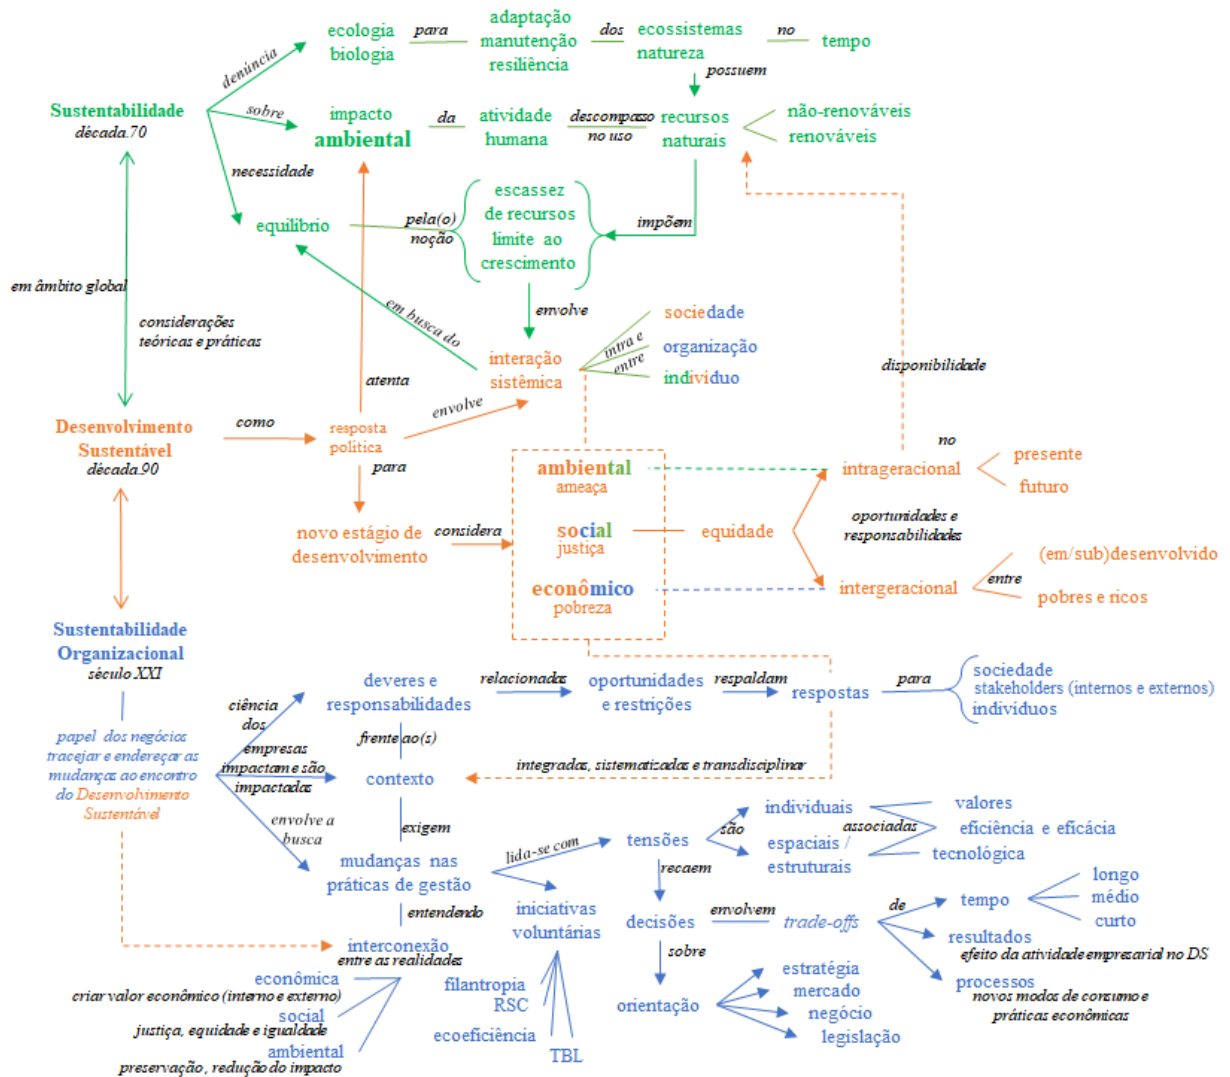 ecologia
biologia
para
adaptação
manutenção
resiliência
dos
ecossistemas
natureza
no
tempo
denúncia
possuem
Sustentabilidade
década.70
sobre
impacto
ambiental
da
atividade
humana
descompasso
no uso
recursos
naturais
não-renováveis
renováveis
necessidade
equilíbrio
pela(o)
noção
escassez
de recursos
limite ao
crescimento
impõem
em âmbito global
considerações
teóricas e práticas
em busca do
envolve
interação
sistêmica
intra e
entre
sociedade
organização
indivíduo
disponibilidade
atenta
envolve
Desenvolvimento
Sustentável
década.90
como
resposta
política
para
novo estágio de
desenvolvimento
considera
ambiental
ameaça
social
justiça
econômico
pobreza
equidade
no
intrageracional
presente
futuro
oportunidades e
responsabilidades
intergeracional
entre
(em/sub)desenvolvido
pobres e ricos
Sustentabilidade
Organizacional
século XXI
papel dos negócios
tracejar e endereçar as
mudanças ao encontro
do Desenvolvimento
Sustentável
ciência
dos
deveres e
responsabilidades
relacionadas
oportunidades
e restrições
respaldam
respostas
para
sociedade
stakeholders (internos e externos)
indivíduos
frente ao(s)
empresas
impactam e são
impactadas
contexto
integradas, sistematizadas e transdisciplinar
envolve a
busca
exigem
mudanças nas
práticas de gestão
lida-se com
tensões
são
individuais
espaciais /
estruturais
associadas
valores
eficiência e eficácia
tecnológica
recaem
entendendo
iniciativas
voluntárias
decisões
envolvem
trade-offs
de
tempo
longo
médio
curto
resultados
efeito da atividade empresarial no DS
processos
novos modos de consumo e
práticas econômicas
interconexão
entre as realidades
econômica
criar valor econômico (interno e externo)
social
justiça, equidade e igualdade
ambiental
preservação, redução do impacto
filantropia
RSC
ecoeficiência
TBL
sobre
orientação
estratégia
mercado
negócio
legislação